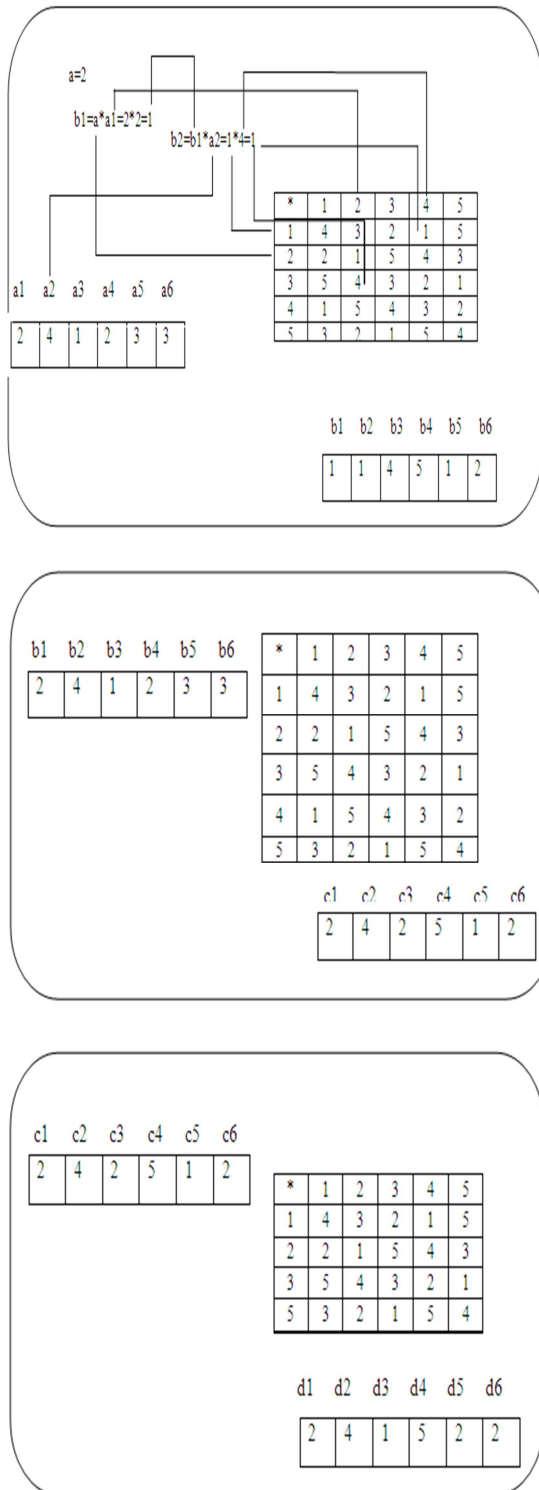 a=2
b1=a*a1=2*2=1
b2=b1*a2=1*4=1
* 1 2 3 4 5
1 4 3 2 1 5
2 2 1 5 4 3
3 5 4 3 2 1
4 1 5 4 3 2
5 3 2 1 5 4
a1 a2 a3 a4 a5 a6
2 4 1 2 3 3
b1 b2 b3 b4 b5 b6
1 1 4 5 1 2
b1 b2 b3 b4 b5 b6
2 4 1 2 3 3
* 1 2 3 4 5
1 4 3 2 1 5
2 2 1 5 4 3
3 5 4 3 2 1
4 1 5 4 3 2
5 3 2 1 5 4
c1 c2 c3 c4 c5 c6
2 4 2 5 1 2
c1 c2 c3 c4 c5 c6
2 4 2 5 1 2
* 1 2 3 4 5
1 4 3 2 1 5
2 2 1 5 4 3
3 5 4 3 2 1
5 3 2 1 5 4
d1 d2 d3 d4 d5 d6
2 4 1 5 2 2